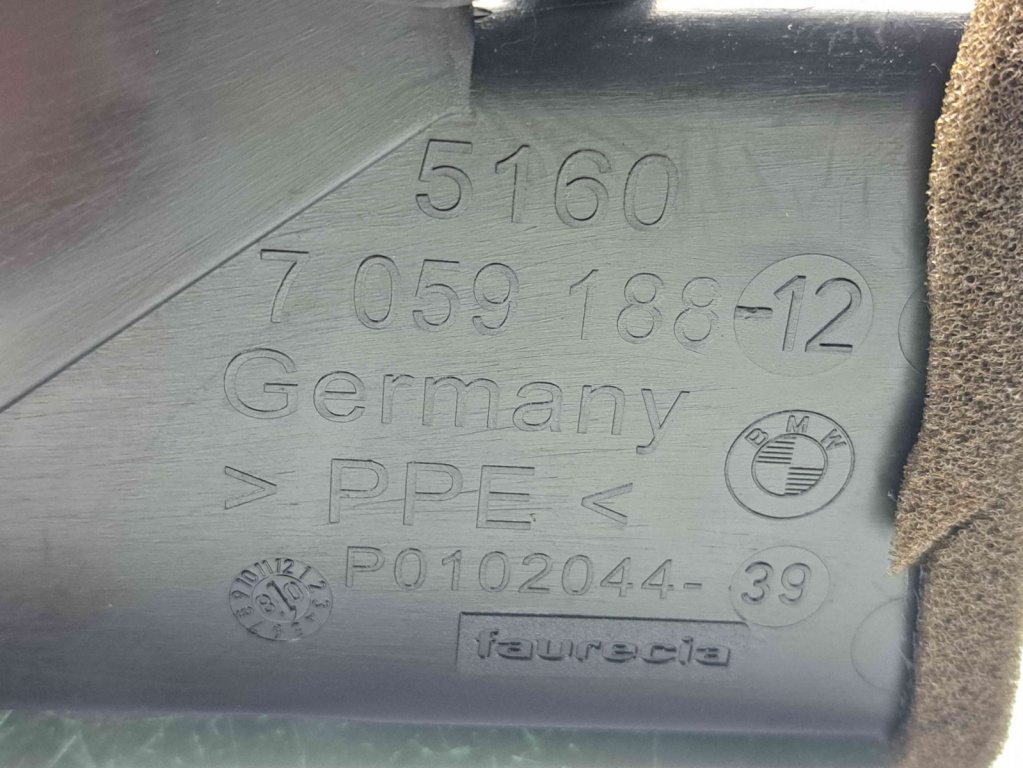 5160
7 059 188-12
Germany
BMW
> PPE <
P0102044-39
faurecia